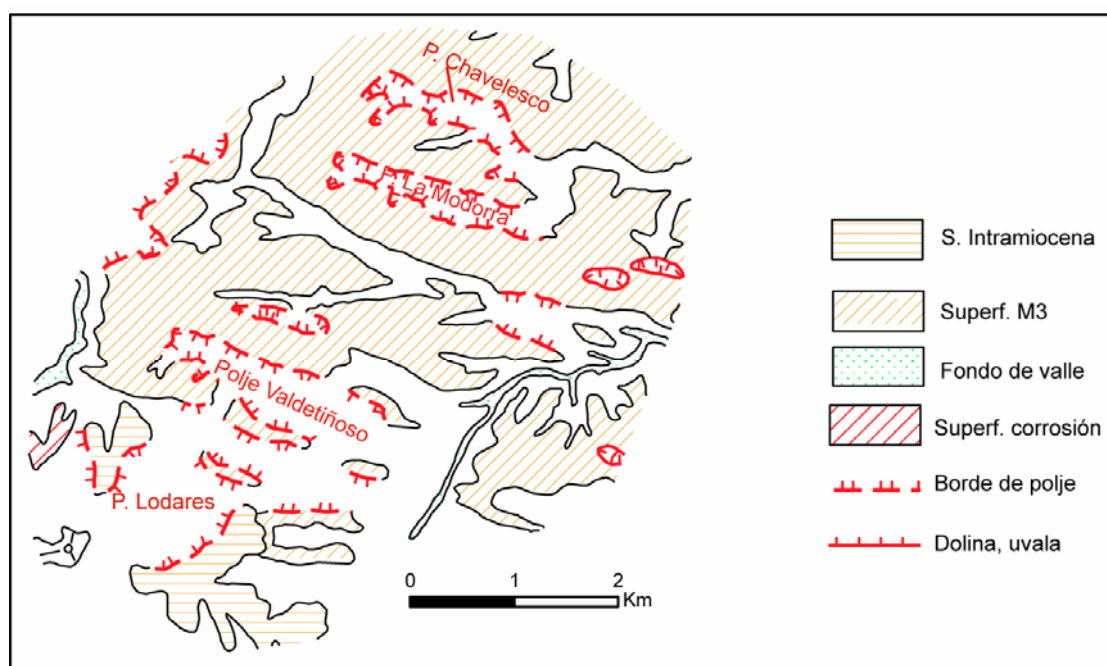 P. Chavelesco
P. La Modorra
Polje Valdetiñoso
P. Lodares
0 1 2
Km
S. Intramiocena
Superf. M3
Fondo de valle
Superf. corrosión
Borde de polje
Dolina, uvala